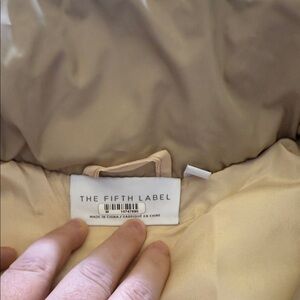 THE FIFTH LABEL
MADE IN CHINA / FABRIQUÉ EN CHINE